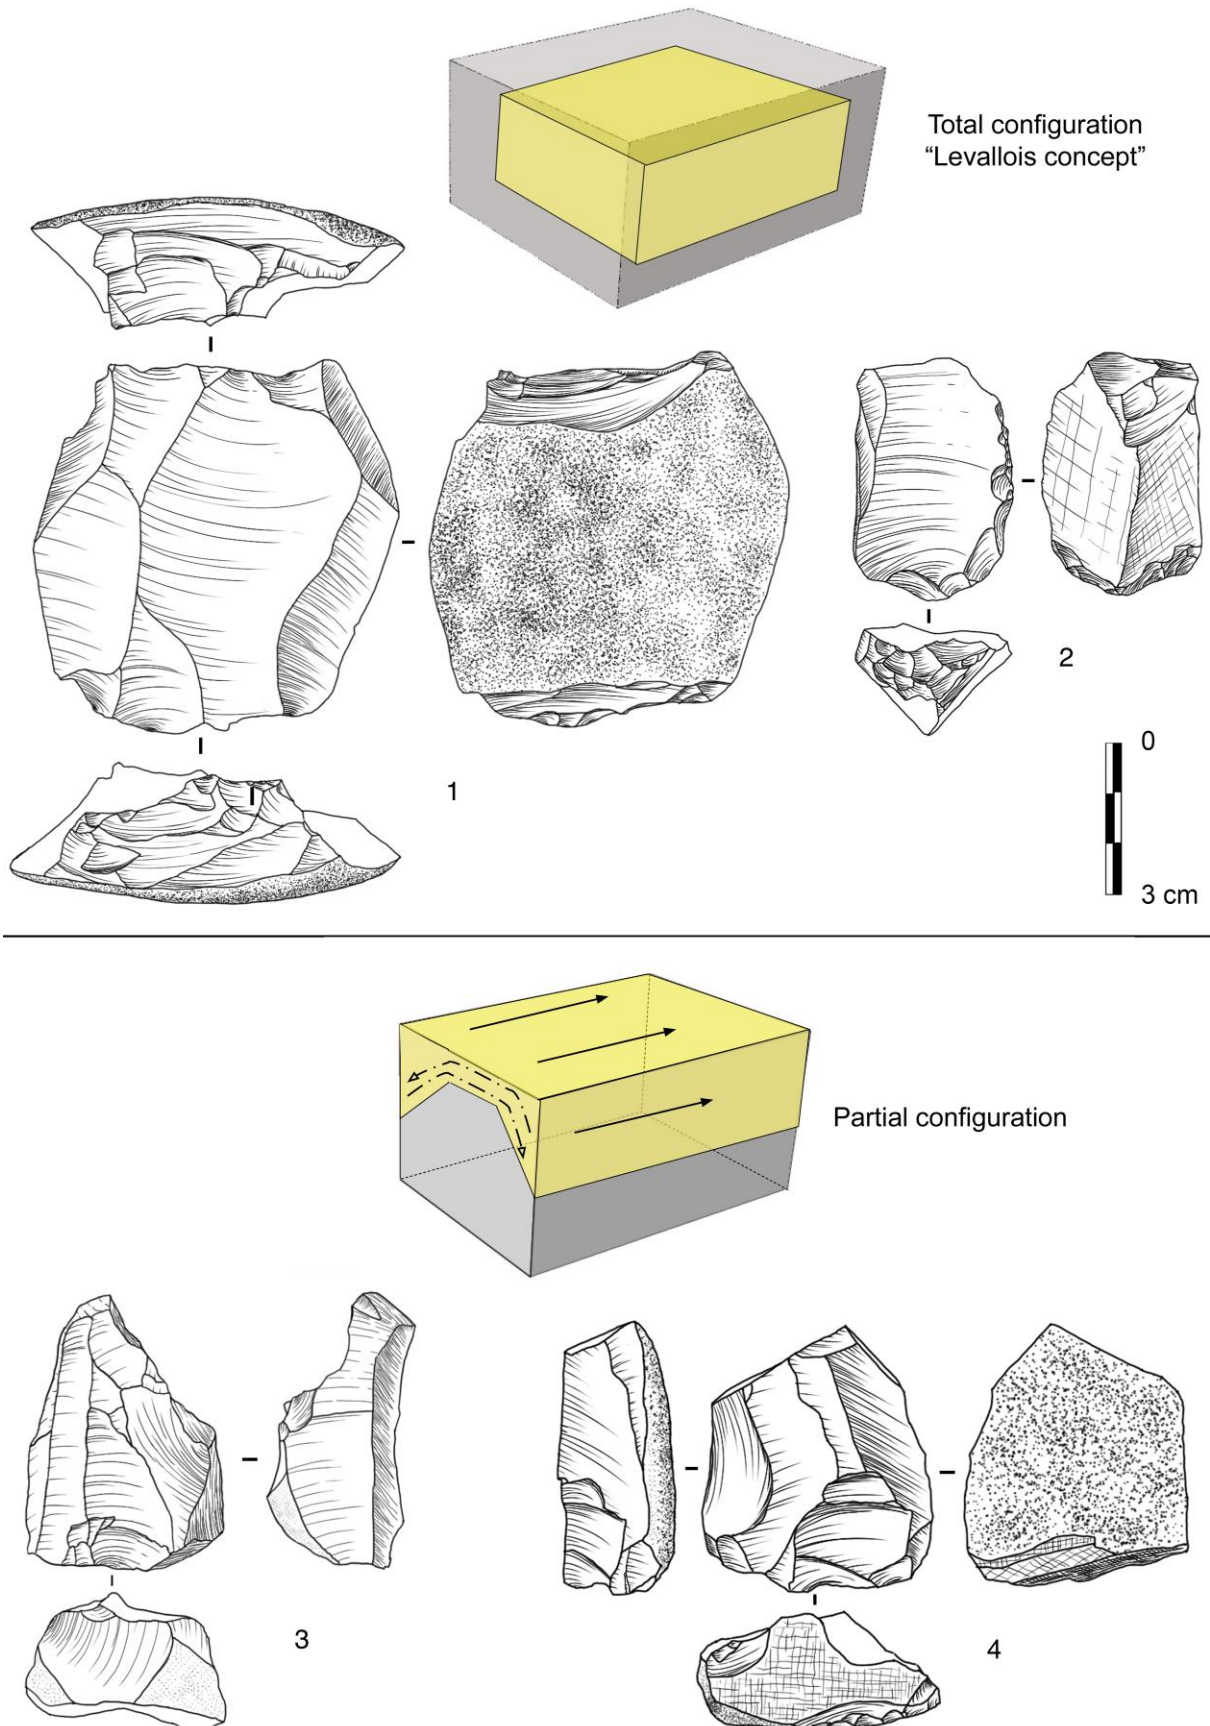 Total configuration
“Levallois concept”
1
2
0
3 cm
Partial configuration
3
4